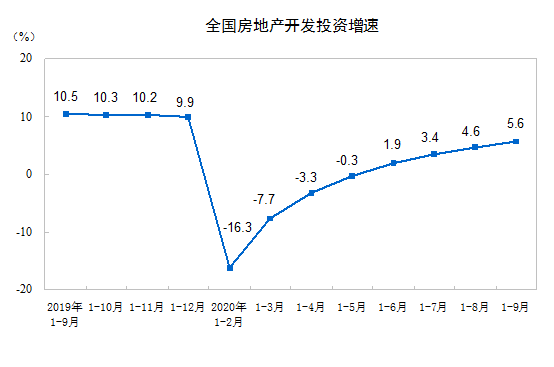 全国房地产开发投资增速
（%）
20
10
0
-10
-20
10.5
10.3
10.2
9.9
-16.3
-7.7
-3.3
-0.3
1.9
3.4
4.6
5.6
2019年
1-9月
1-10月
1-11月
1-12月
2020年
1-2月
1-3月
1-4月
1-5月
1-6月
1-7月
1-8月
1-9月